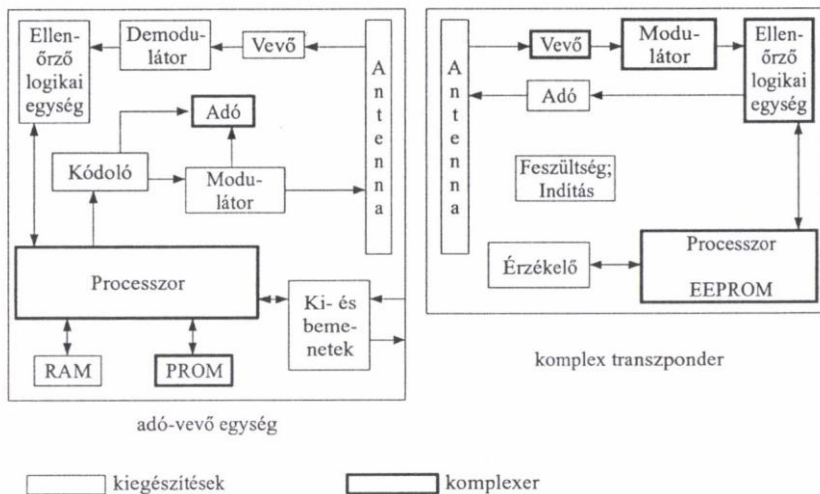 Ellen-
őrző
logikai
egység
Demodu-
látor
Vevő
Antenna
Adó
Kódoló
Modu-
látor
Processzor
Ki- és
beme-
netek
RAM
PROM
adó-vevő egység
Antenna
Vevő
Modu-
látor
Ellen-
őrző
logikai
egység
Adó
Feszültség;
Indítás
Érzékelő
Processzor
EEPROM
komplex transzponder
kiegészítések
komplexer